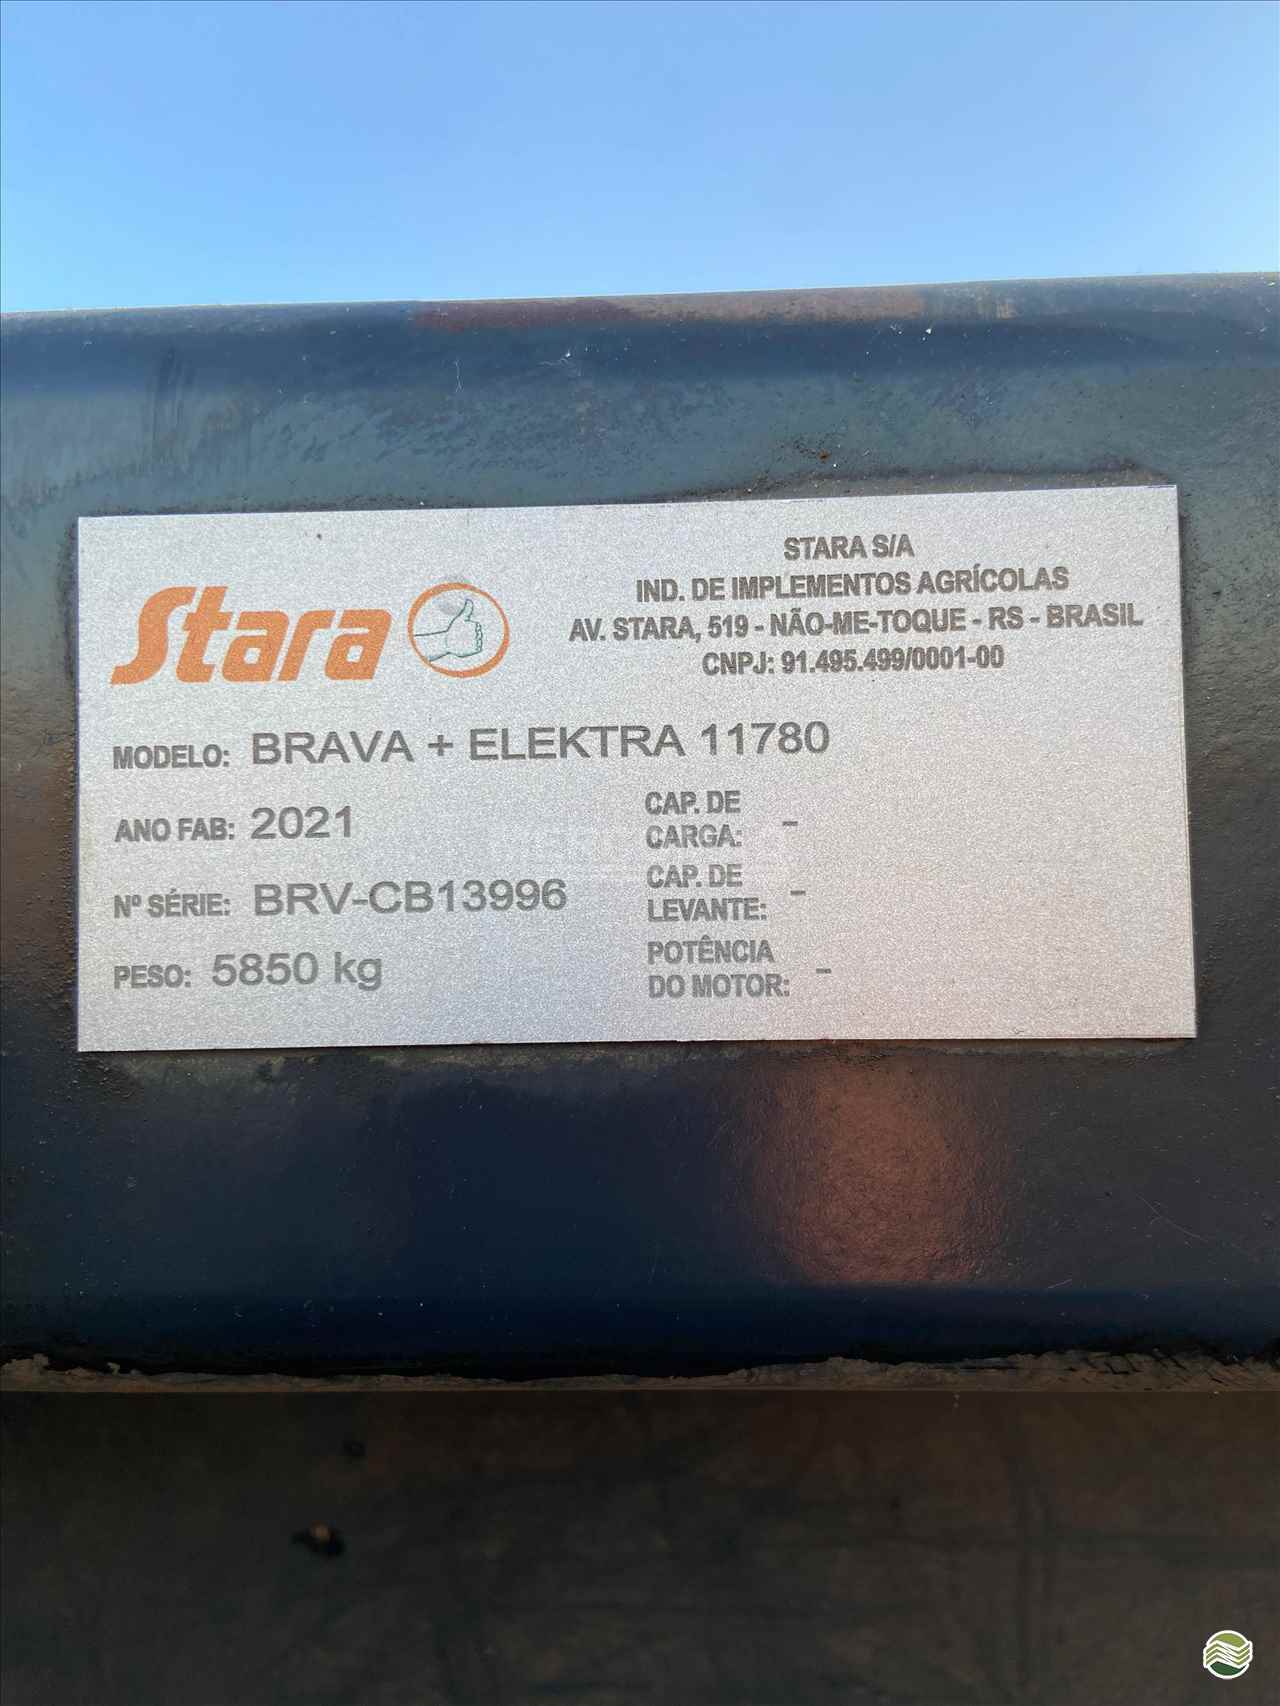 Stara
STARA S/A
IND. DE IMPLEMENTOS AGRÍCOLAS
AV. STARA, 519 - NÃO-ME-TOQUE - RS - BRASIL
CNPJ: 91.495.499/0001-00
MODELO: BRAVA + ELEKTRA 11780
ANO FAB: 2021
Nº SÉRIE: BRV-CB13996
PESO: 5850 kg
CAP. DE
CARGA: -
CAP. DE
LEVANTE: -
POTÊNCIA
DO MOTOR: -